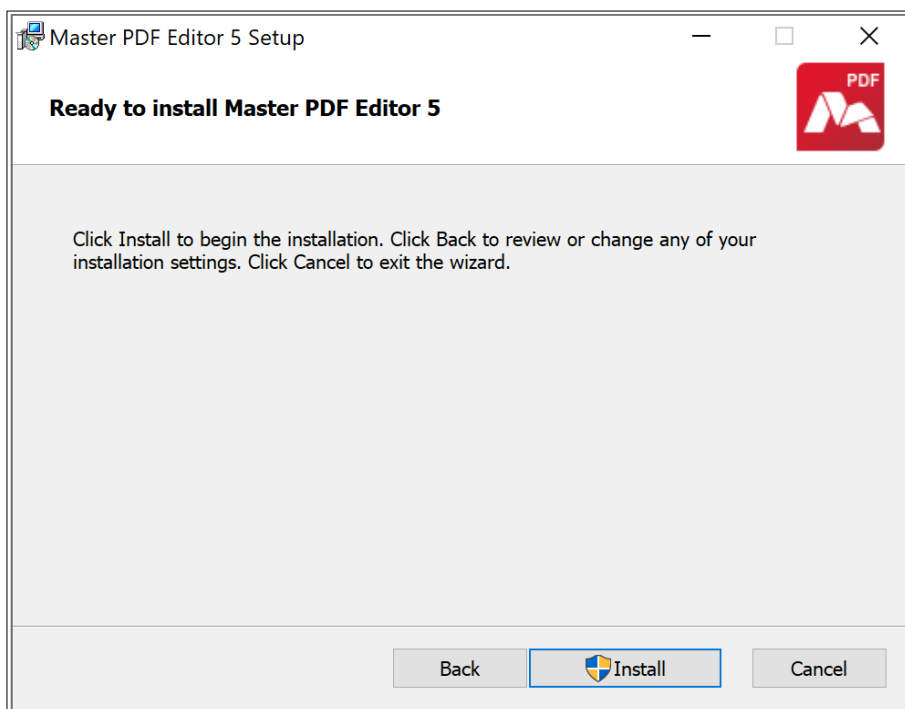 Master PDF Editor 5 Setup
PDF
Ready to install Master PDF Editor 5
Click Install to begin the installation. Click Back to review or change any of your
installation settings. Click Cancel to exit the wizard.
Back
Install
Cancel